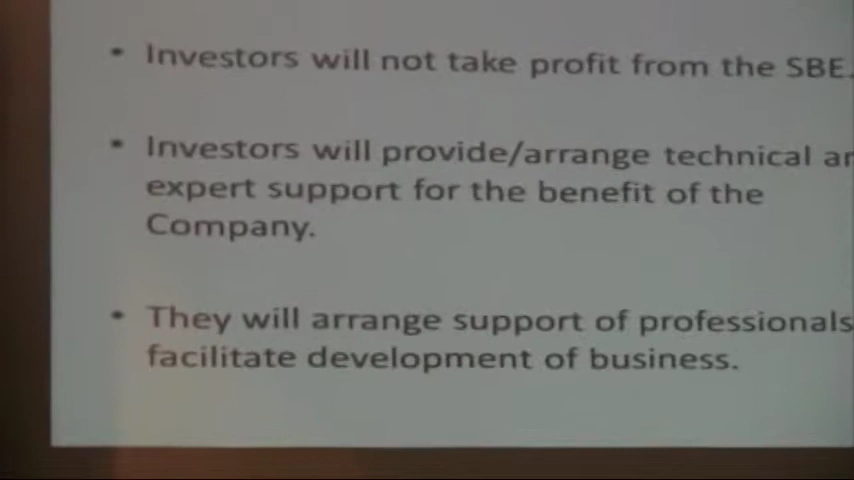 • Investors will not take profit from the SBE.
• Investors will provide/arrange technical
expert support for the benefit of the
Company.
• They will arrange support of professionals
facilitate development of business.